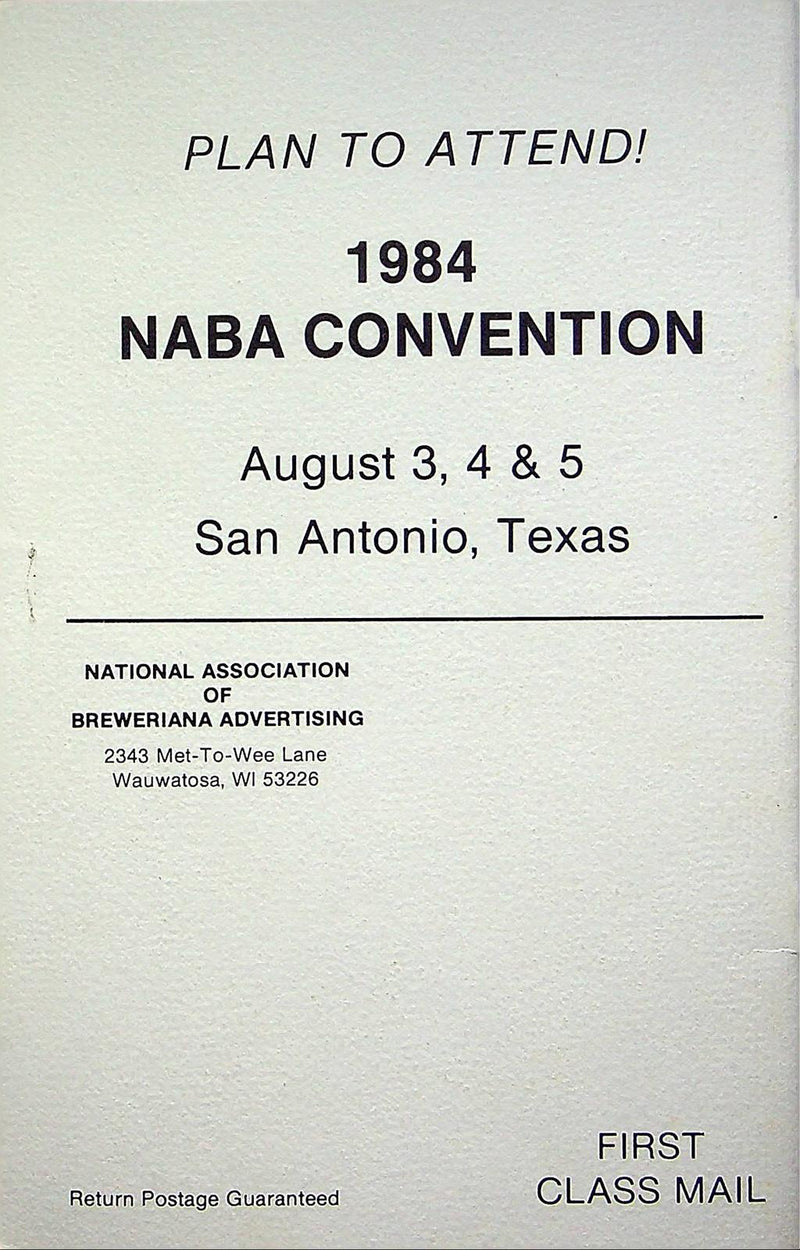 PLAN TO ATTEND!
1984
NABA CONVENTION
August 3, 4 & 5
San Antonio, Texas
NATIONAL ASSOCIATION
OF
BREWERIANA ADVERTISING
2343 Met-To-Wee Lane
Wauwatosa, WI 53226
FIRST
CLASS MAIL
Return Postage Guaranteed